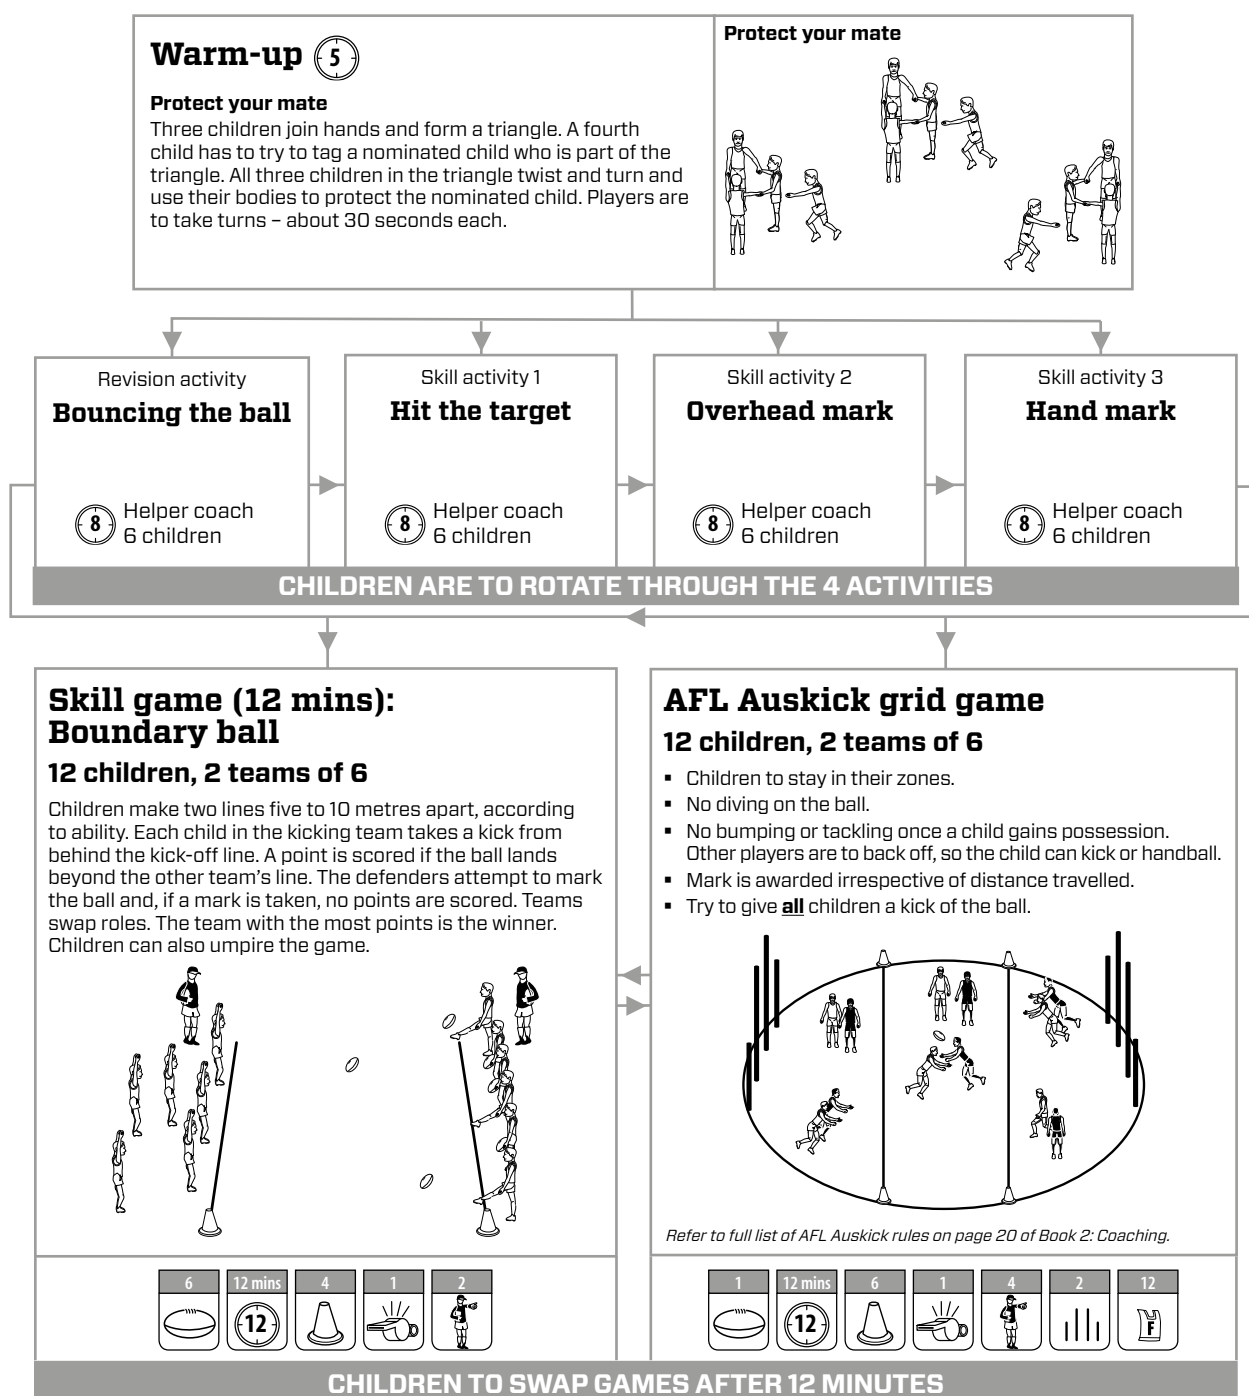 Warm-up 5
Protect your mate
Three children join hands and form a triangle. A fourth
child has to try to tag a nominated child who is part of the
triangle. All three children in the triangle twist and turn and
use their bodies to protect the nominated child. Players are
to take turns – about 30 seconds each.
Protect your mate
Revision activity
Bouncing the ball
8 Helper coach
6 children
Skill activity 1
Hit the target
8 Helper coach
6 children
Skill activity 2
Overhead mark
8 Helper coach
6 children
Skill activity 3
Hand mark
8 Helper coach
6 children
CHILDREN ARE TO ROTATE THROUGH THE 4 ACTIVITIES
Skill game (12 mins):
Boundary ball
12 children, 2 teams of 6
Children make two lines five to 10 metres apart, according
to ability. Each child in the kicking team takes a kick from
behind the kick-off line. A point is scored if the ball lands
beyond the other team's line. The defenders attempt to mark
the ball and, if a mark is taken, no points are scored. Teams
swap roles. The team with the most points is the winner.
Children can also umpire the game.
6 12 mins 4 1 2
12
AFL Auskick grid game
12 children, 2 teams of 6
▪ Children to stay in their zones.
▪ No diving on the ball.
▪ No bumping or tackling once a child gains possession.
Other players are to back off, so the child can kick or handball.
▪ Mark is awarded irrespective of distance travelled.
▪ Try to give all children a kick of the ball.
Refer to full list of AFL Auskick rules on page 20 of Book 2: Coaching.
1 12 mins 6 1 4 2 12
12 F
CHILDREN TO SWAP GAMES AFTER 12 MINUTES